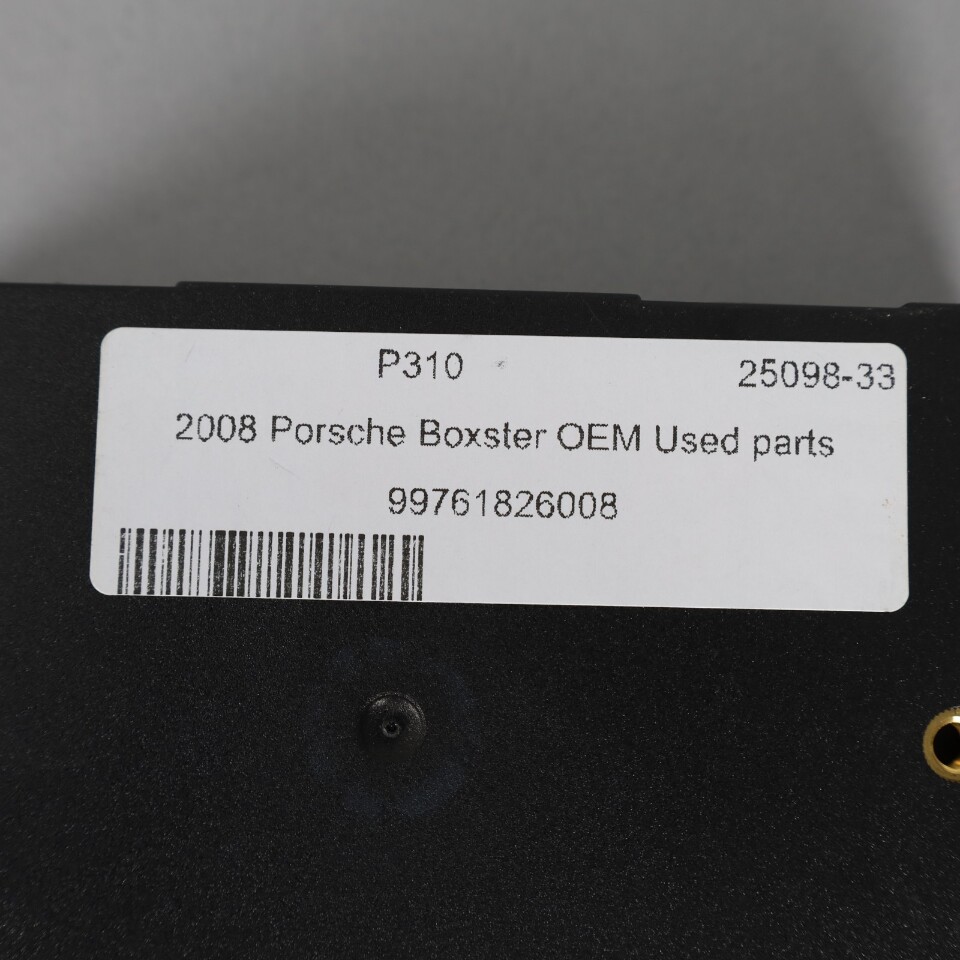 P310 25098-33
2008 Porsche Boxster OEM Used parts
99761826008